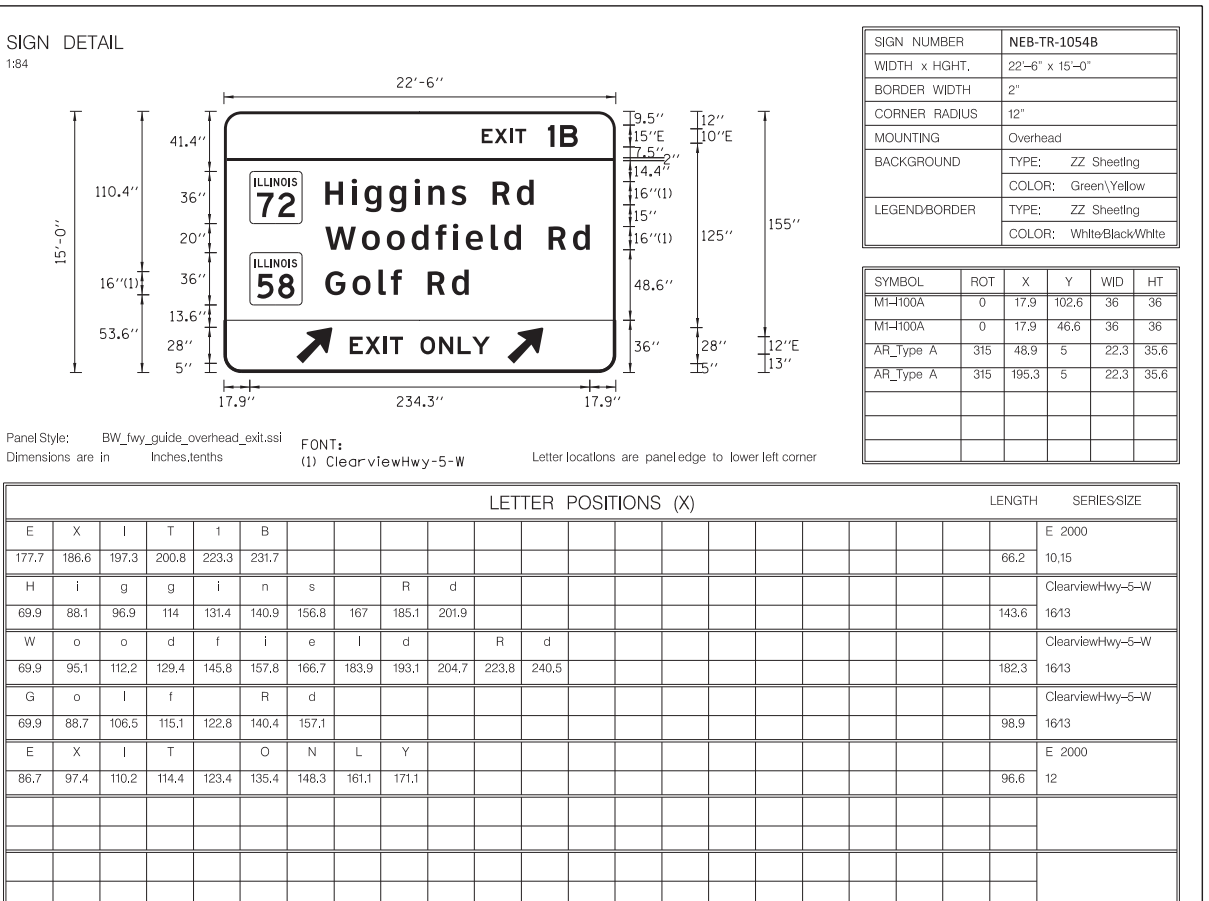 SIGN DETAIL
1:84
22'-6''
15'-0''
110.4''
16''(1)
53.6''
41.4''
36''
20''
36''
13.6''
28''
5''
EXIT 1B
ILLINOIS
72
Higgins Rd
Woodfield Rd
ILLINOIS
58
Golf Rd
EXIT ONLY
9.5''
15''E
7.5''
2''
14.4''
16''(1)
15''
16''(1)
48.6''
36''
12''
10''E
125''
28''
5''
155''
12''E
13''
17.9'' 234.3'' 17.9''
Panel Style: BW_fwy_guide_overhead_exit.ssi
Dimensions are in Inches.tenths
FONT:
(1) ClearviewHwy-5-W
Letter locations are panel edge to lower left corner
SIGN NUMBER NEB-TR-1054B
WIDTH x HGHT. 22'-6" x 15'-0"
BORDER WIDTH 2"
CORNER RADIUS 12"
MOUNTING Overhead
BACKGROUND TYPE: ZZ Sheeting
COLOR: Green\Yellow
LEGEND/BORDER TYPE: ZZ Sheeting
COLOR: White/Black/White
SYMBOL ROT X Y WID HT
M1-I100A 0 17.9 102.6 36 36
M1-I100A 0 17.9 46.6 36 36
AR_Type A 315 48.9 5 22.3 35.6
AR_Type A 315 195.3 5 22.3 35.6
LETTER POSITIONS (X) LENGTH SERIES/SIZE
E X I T 1 B E 2000
177.7 186.6 197.3 200.8 223.3 231.7 66.2 10,15
H i g g i n s R d ClearviewHwy-5-W
69.9 88.1 96.9 114 131.4 140.9 156.8 167 185.1 201.9 143.6 16/13
W o o d f i e l d R d ClearviewHwy-5-W
69.9 95.1 112.2 129.4 145.8 157.8 166.7 183.9 193.1 204.7 223.8 240.5 182.3 16/13
G o l f R d ClearviewHwy-5-W
69.9 88.7 106.5 115.1 122.8 140.4 157.1 98.9 16/13
E X I T O N L Y E 2000
86.7 97.4 110.2 114.4 123.4 135.4 148.3 161.1 171.1 96.6 12